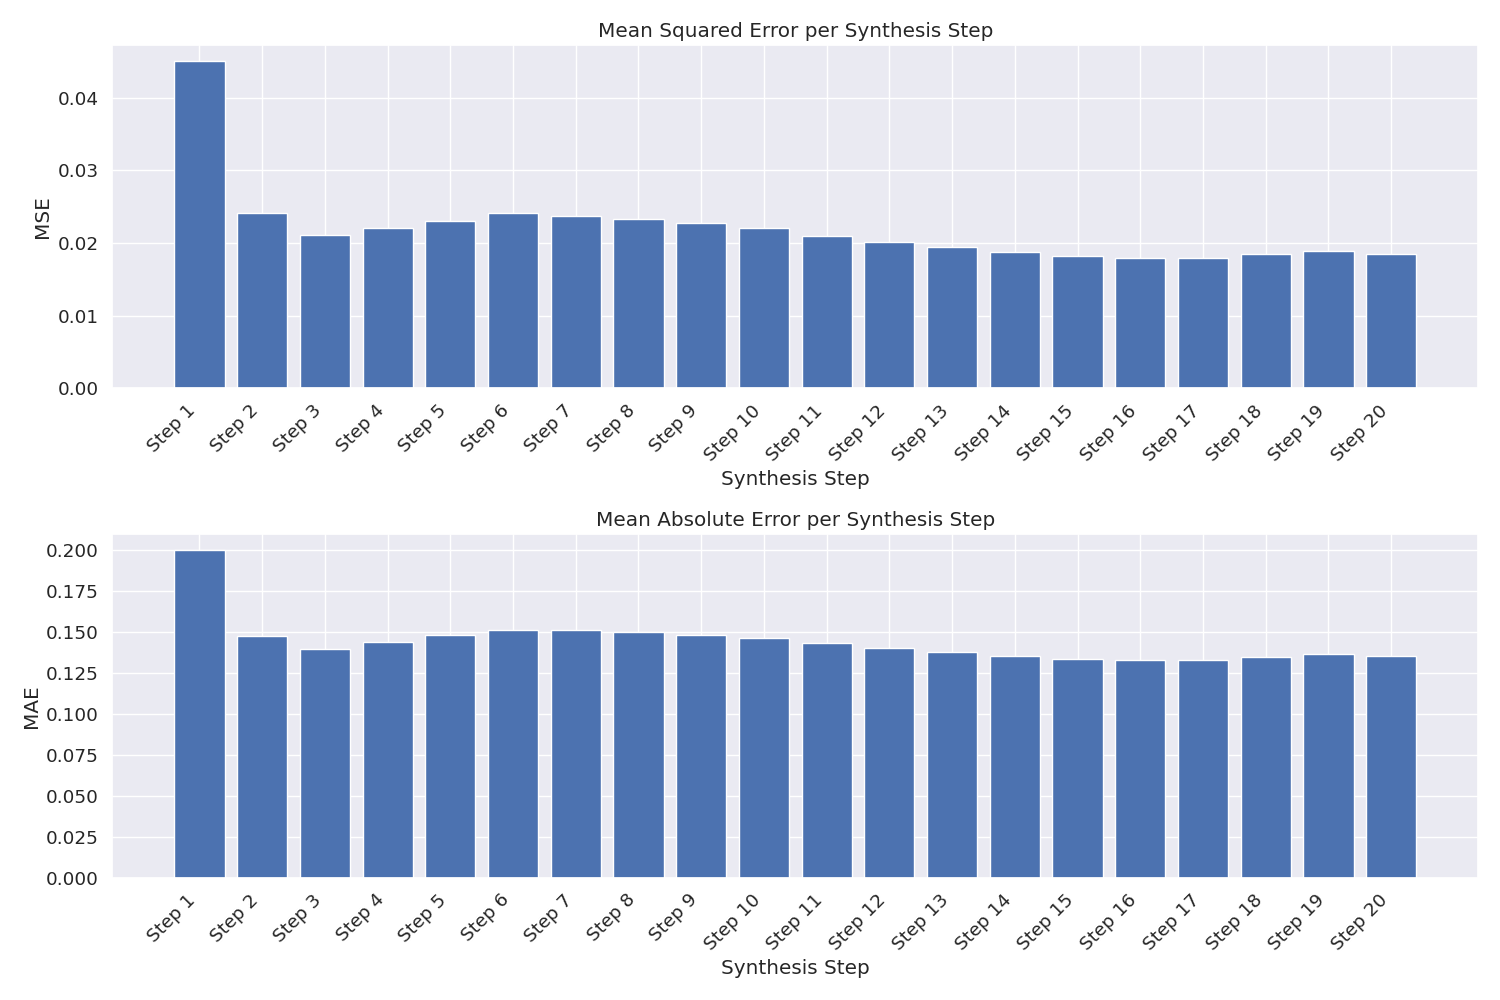 Mean Squared Error per Synthesis Step
MSE
0.04
0.03
0.02
0.01
0.00
Step 1
Step 2
Step 3
Step 4
Step 5
Step 6
Step 7
Step 8
Step 9
Step 10
Step 11
Step 12
Step 13
Step 14
Step 15
Step 16
Step 17
Step 18
Step 19
Step 20
Synthesis Step
Mean Absolute Error per Synthesis Step
MAE
0.200
0.175
0.150
0.125
0.100
0.075
0.050
0.025
0.000
Step 1
Step 2
Step 3
Step 4
Step 5
Step 6
Step 7
Step 8
Step 9
Step 10
Step 11
Step 12
Step 13
Step 14
Step 15
Step 16
Step 17
Step 18
Step 19
Step 20
Synthesis Step